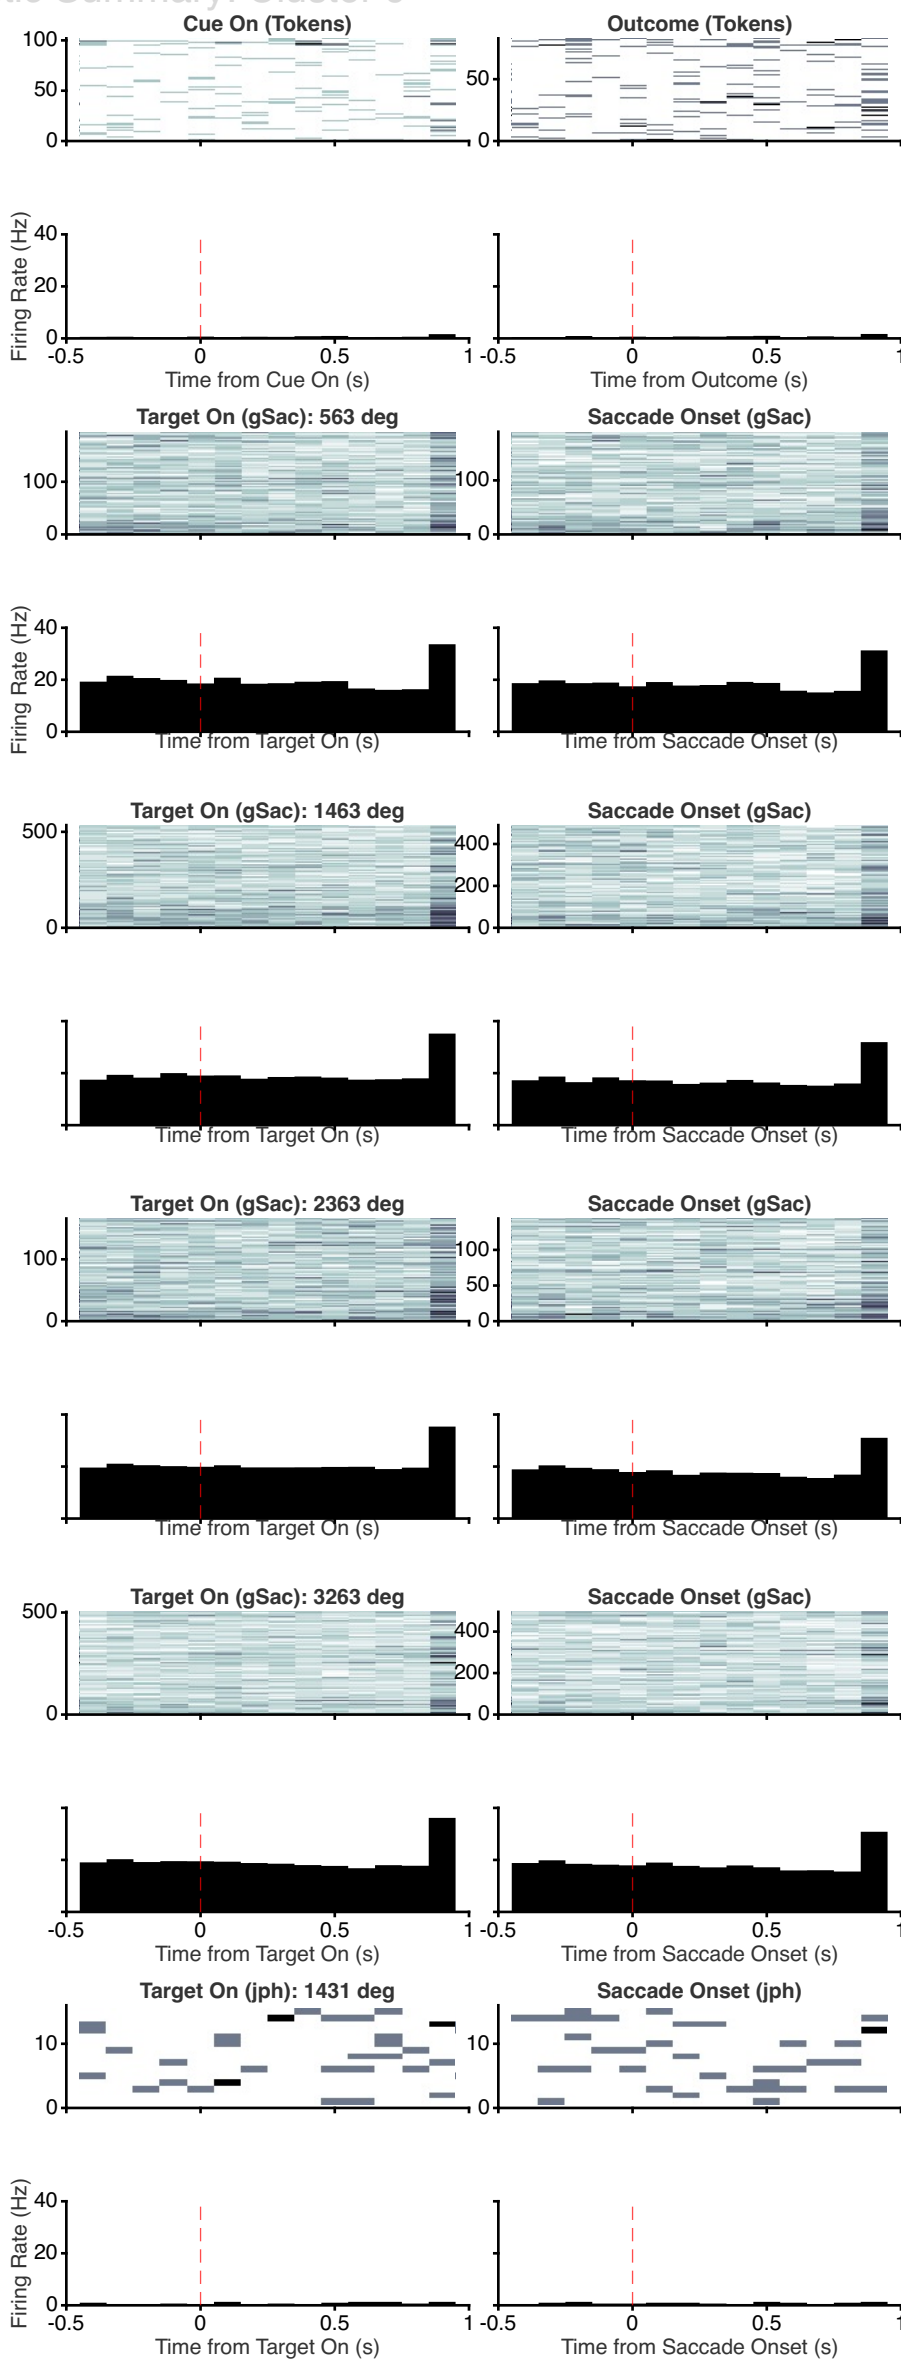 Summary: Cluster
Cue On (Tokens) Outcome (Tokens)
100
50
0
50
0
Firing Rate (Hz)
40
20
0
-0.5 0 0.5 1 -0.5 0 0.5 1
Time from Cue On (s) Time from Outcome (s)
Target On (gSac): 563 deg Saccade Onset (gSac)
100
0
100
0
Firing Rate (Hz)
40
20
0
Time from Target On (s) Time from Saccade Onset (s)
Target On (gSac): 1463 deg Saccade Onset (gSac)
500
0
400
200
0
Time from Target On (s) Time from Saccade Onset (s)
Target On (gSac): 2363 deg Saccade Onset (gSac)
100
0
100
50
0
Time from Target On (s) Time from Saccade Onset (s)
Target On (gSac): 3263 deg Saccade Onset (gSac)
500
0
400
200
0
-0.5 0 0.5 1 -0.5 0 0.5 1
Time from Target On (s) Time from Saccade Onset (s)
Target On (jph): 1431 deg Saccade Onset (jph)
10
0
10
0
Firing Rate (Hz)
40
20
0
-0.5 0 0.5 1 -0.5 0 0.5 1
Time from Target On (s) Time from Saccade Onset (s)